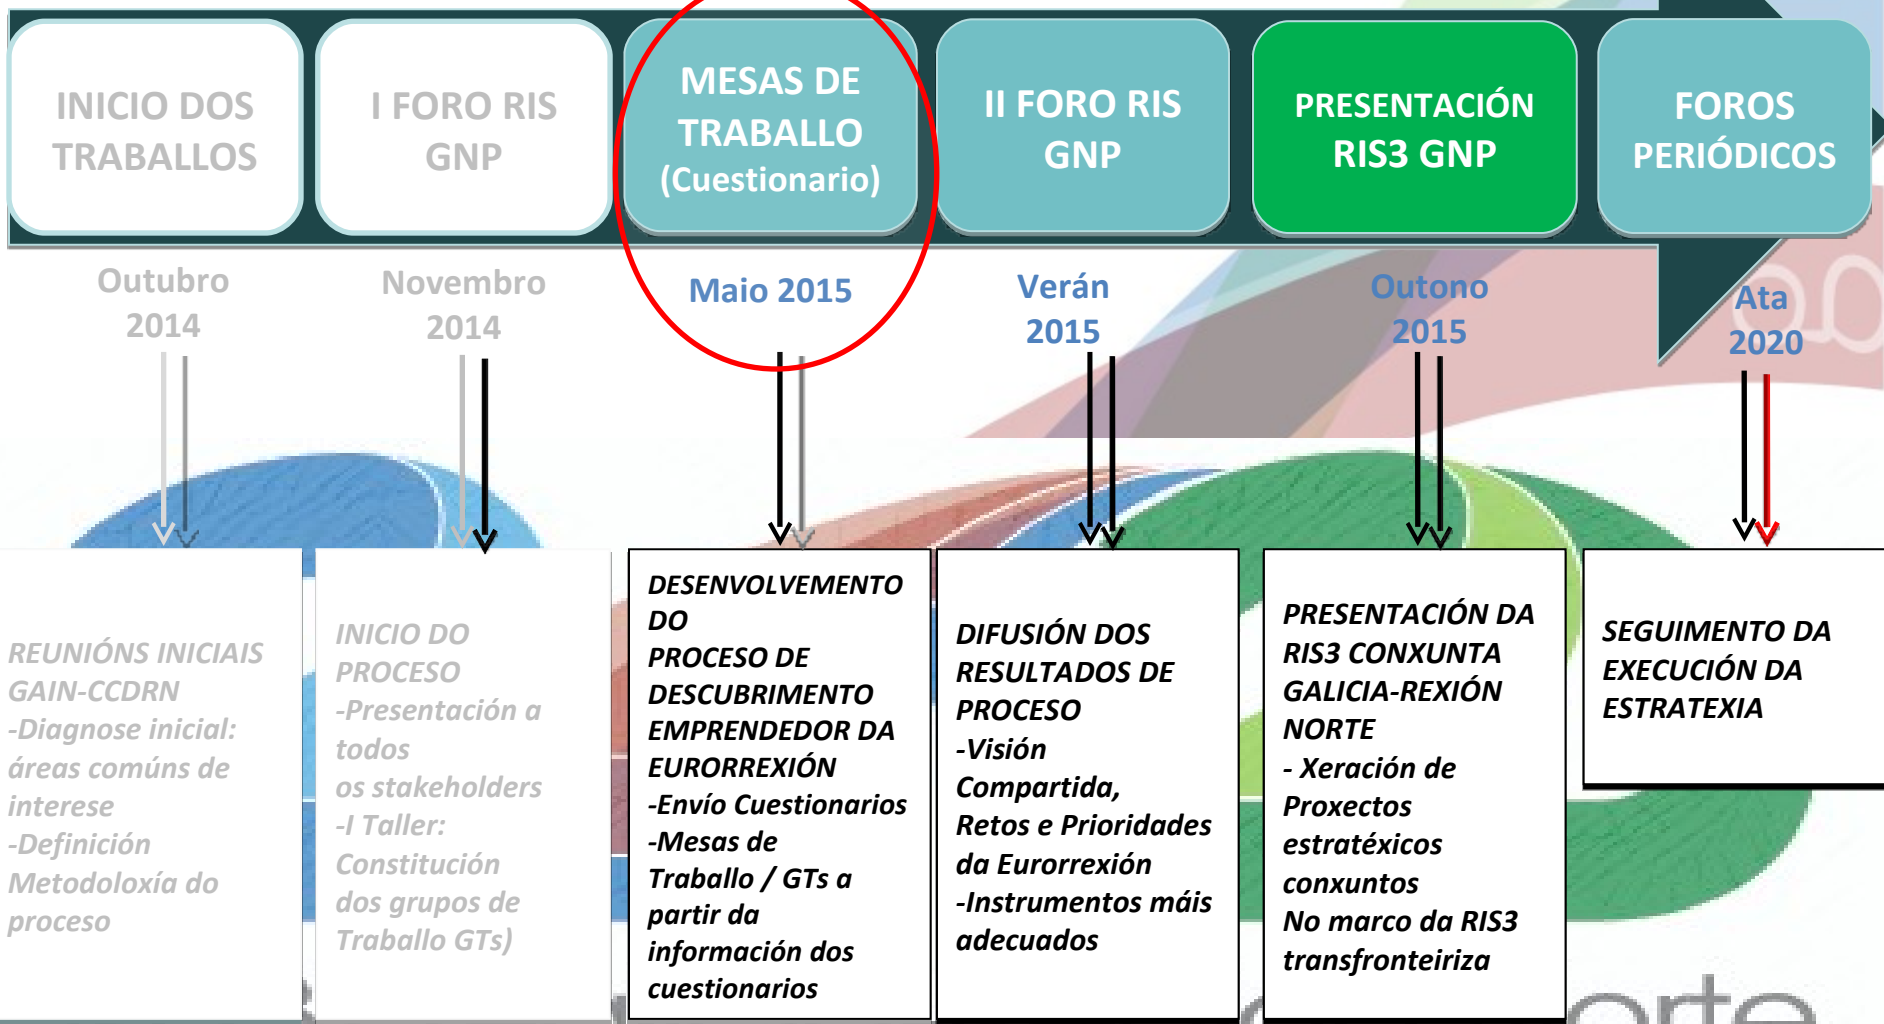 INICIO DOS
TRABALLOS
I FORO RIS
GNP
MESAS DE
TRABALLO
(Cuestionario)
II FORO RIS
GNP
PRESENTACIÓN
RIS3 GNP
FOROS
PERIÓDICOS
Outubro
2014
Novembro
2014
Maio 2015
Verán
2015
Outono
2015
Ata
2020
REUNIÓNS INICIAIS
GAIN-CCDRN
-Diagnose inicial:
áreas comúns de
interese
-Definición
Metodoloxía do
proceso
INICIO DO
PROCESO
-Presentación a
todos
os stakeholders
-I Taller:
Constitución
dos grupos de
Traballo GTs)
DESENVOLVEMENTO
DO
PROCESO DE
DESCUBRIMENTO
EMPRENDEDOR DA
EURORREXIÓN
-Envío Cuestionarios
-Mesas de
Traballo / GTs a
partir da
información dos
cuestionarios
DIFUSIÓN DOS
RESULTADOS DE
PROCESO
-Visión
Compartida,
Retos e Prioridades
da Eurorrexión
-Instrumentos máis
adecuados
PRESENTACIÓN DA
RIS3 CONXUNTA
GALICIA-REXIÓN
NORTE
- Xeración de
Proxectos
estratéxicos
conxuntos
No marco da RIS3
transfronteiriza
SEGUIMENTO DA
EXECUCIÓN DA
ESTRATEXIA